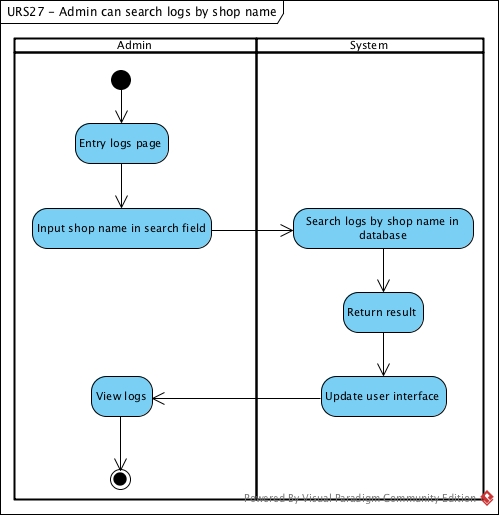 URS27 - Admin can search logs by shop name
Admin
System
Entry logs page
Input shop name in search field
Search logs by shop name in
database
Return result
View logs
Update user interface
Powered By Visual Paradigm Community Edition